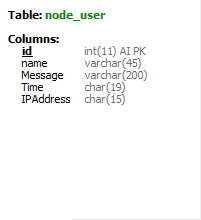 Table: node_user
Columns:
id int(11) AI PK
name varchar(45)
Message varchar(200)
Time char(19)
IPAddress char(15)